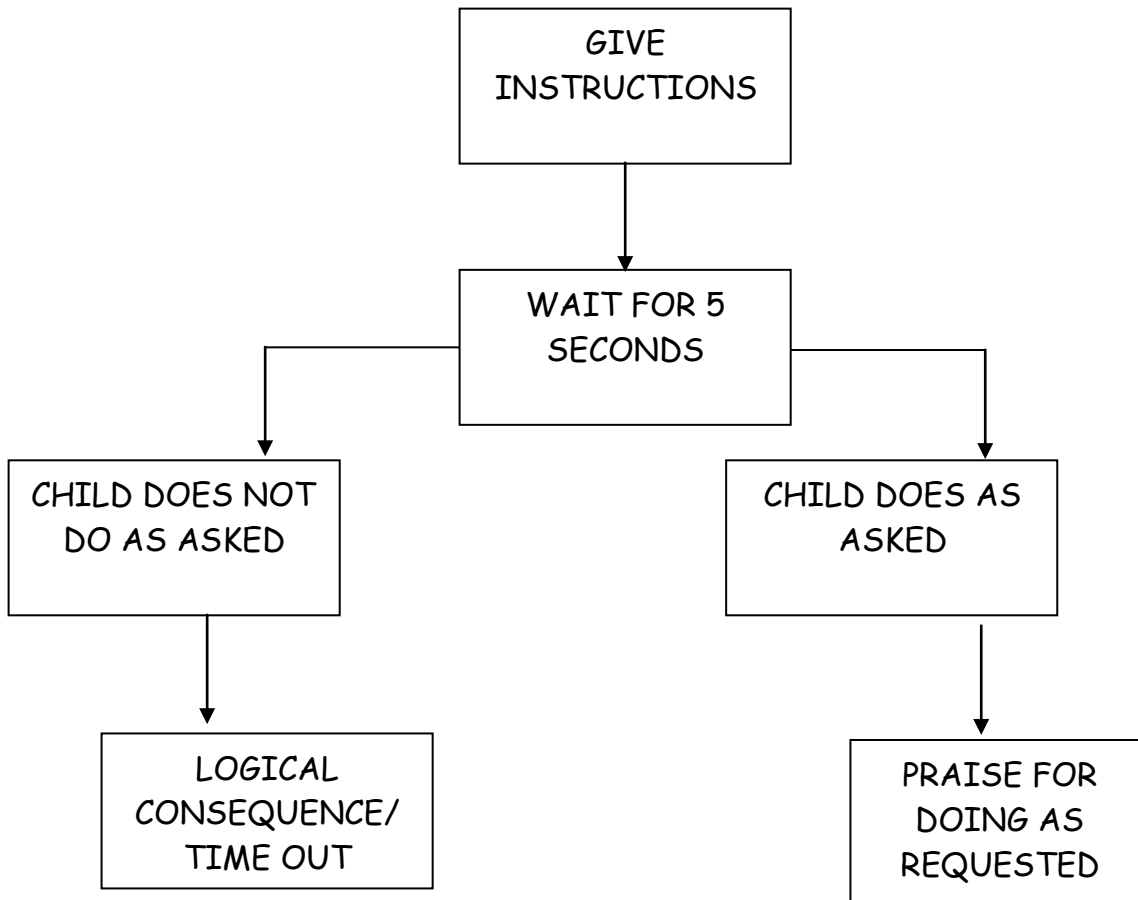 GIVE
INSTRUCTIONS
WAIT FOR 5
SECONDS
CHILD DOES NOT
DO AS ASKED
CHILD DOES AS
ASKED
LOGICAL
CONSEQUENCE/
TIME OUT
PRAISE FOR
DOING AS
REQUESTED